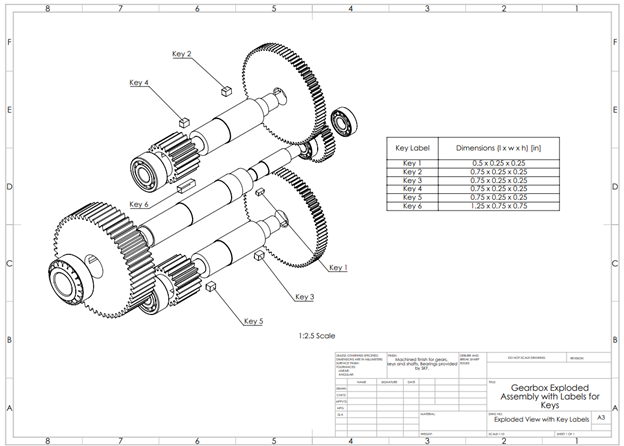 8 7 6 5 4 3 2 1
F F
E E
D D
C C
B B
A A
Key 2
Key 4
Key 6
Key 1
Key 3
Key 5
1:2.5 Scale
Key Label Dimensions (l x w x h) [in]
Key 1 0.5 x 0.25 x 0.25
Key 2 0.75 x 0.25 x 0.25
Key 3 0.75 x 0.25 x 0.25
Key 4 0.75 x 0.25 x 0.25
Key 5 0.75 x 0.25 x 0.25
Key 6 1.25 x 0.75 x 0.75
UNLESS OTHERWISE SPECIFIED:
DIMENSIONS ARE IN MILLIMETERS
SURFACE FINISH:
TOLERANCES:
LINEAR:
ANGULAR:
FINISH:
Machined finish for gears,
keys and shafts. Bearings provided
by SKF.
DEBURR AND
BREAK SHARP
EDGES
DO NOT SCALE DRAWING
REVISION
NAME SIGNATURE DATE
DRAWN
CHK'D
APPV'D
MFG
Q.A
MATERIAL:
WEIGHT:
TITLE:
Gearbox Exploded
Assembly with Labels for
Keys
DWG NO.
Exploded View with Key Labels
A3
SHEET 1 OF 1
8 7 6 5 4 3 2 1